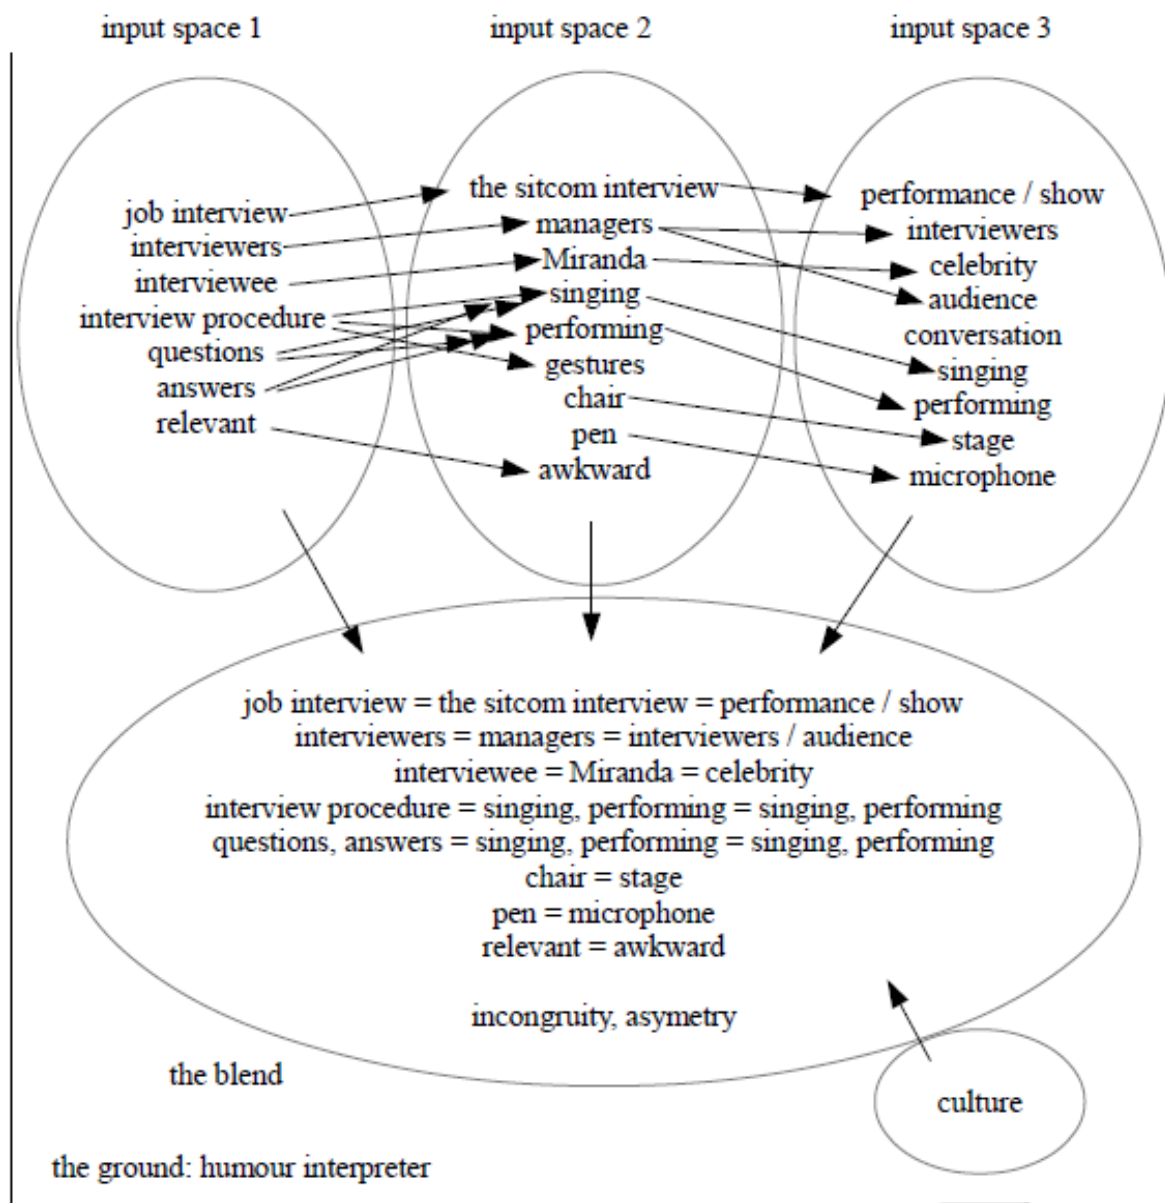 input space 1
input space 2
input space 3
job interview
interviewers
interviewee
interview procedure
questions
answers
relevant
the sitcom interview
managers
Miranda
singing
performing
gestures
chair
pen
awkward
performance / show
interviewers
celebrity
audience
conversation
singing
performing
stage
microphone
job interview = the sitcom interview = performance / show
interviewers = managers = interviewers / audience
interviewee = Miranda = celebrity
interview procedure = singing, performing = singing, performing
questions, answers = singing, performing = singing, performing
chair = stage
pen = microphone
relevant = awkward
incongruity, asymetry
the blend
culture
the ground: humour interpreter